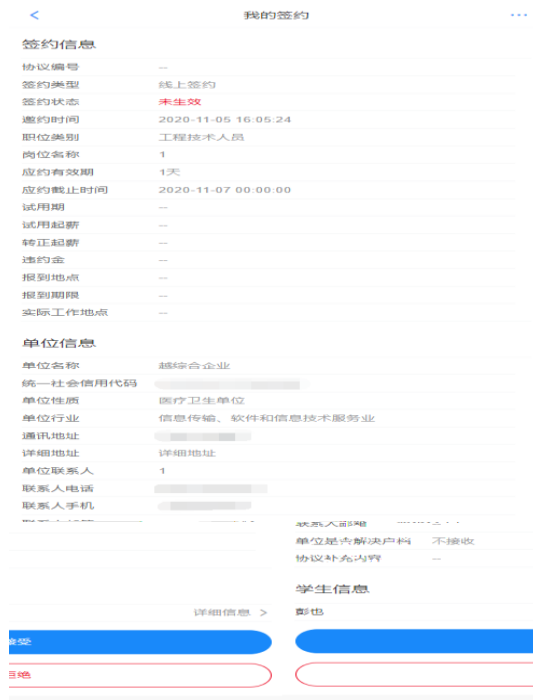 我的签约
签约信息
协议编号 --
签约类型 线上签约
签约状态 未生效
邀约时间 2020-11-05 16:05:24
职位类别 工程技术人员
岗位名称 1
应约有效期 1天
应约截止时间 2020-11-07 00:00:00
试用期 --
试用起薪 --
转正起薪 --
违约金 --
报到地点 --
报到期限 --
实际工作地点 --
单位信息
单位名称 越综合企业
统一社会信用代码
单位性质 医疗卫生单位
单位行业 信息传输、软件和信息技术服务业
通讯地址
详细地址 详细地址
单位联系人 1
联系人电话
联系人手机
联系人邮箱
单位是否解决户档 不接收
协议补充内容 --
学生信息
详细信息 >
彭也
接受
拒绝